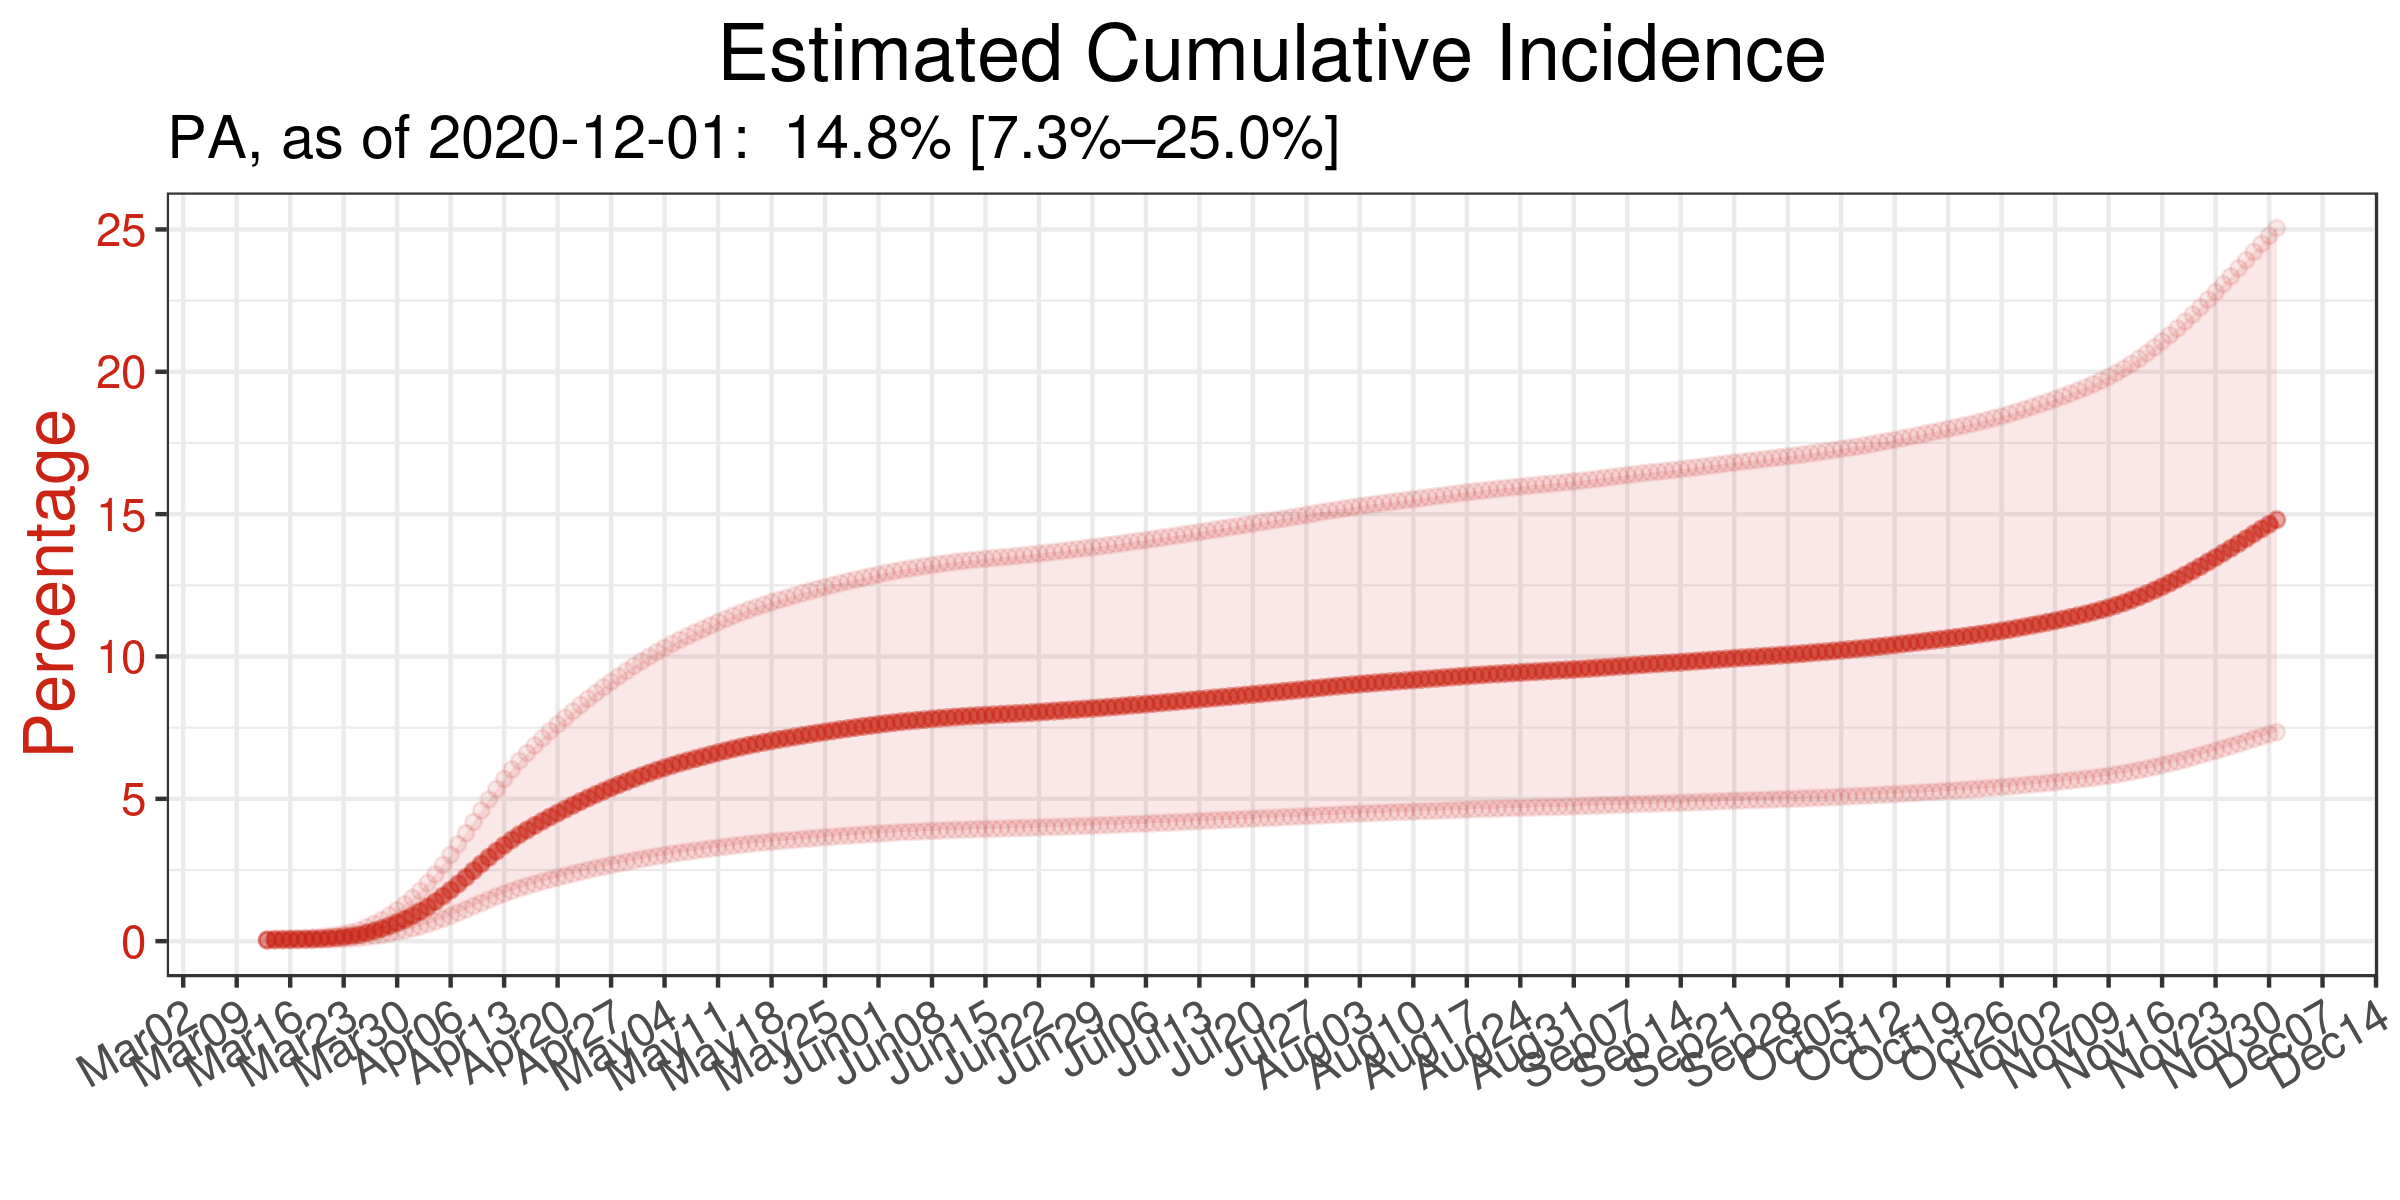 Estimated Cumulative Incidence
PA, as of 2020-12-01:  14.8% [7.3%–25.0%]
Percentage
25
20
15
10
5
0
Mar02
Mar09
Mar16
Mar23
Mar30
Apr06
Apr13
Apr20
Apr27
May04
May11
May18
May25
Jun01
Jun08
Jun15
Jun22
Jun29
Jul06
Jul13
Jul20
Jul27
Aug03
Aug10
Aug17
Aug24
Aug31
Sep07
Sep14
Sep21
Sep28
Oct05
Oct12
Oct19
Oct26
Nov02
Nov09
Nov16
Nov23
Nov30
Dec07
Dec14